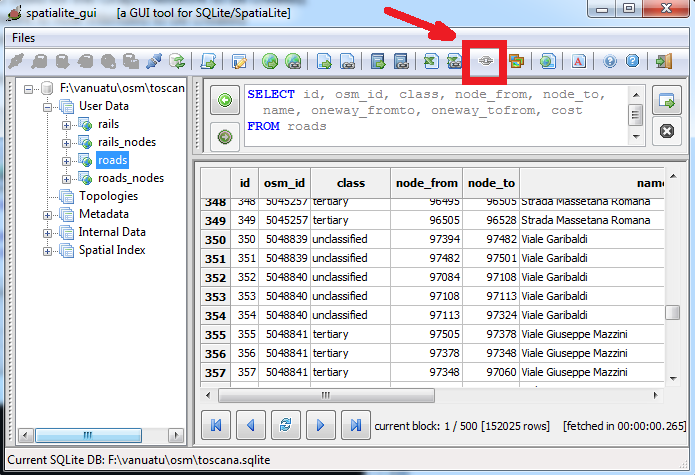 spatialite_gui [a GUI tool for SQLite/SpatiaLite]
Files
F:\vanuatu\osm\toscana
User Data
rails
rails_nodes
roads
roads_nodes
Topologies
Metadata
Internal Data
Spatial Index
SELECT id, osm_id, class, node_from, node_to,
name, oneway_fromto, oneway_tofrom, cost
FROM roads
id osm_id class node_from node_to name
348 348 5045257 tertiary 96495 96505 Strada Massetana Romana
349 349 5045257 tertiary 96505 96528 Strada Massetana Romana
350 350 5048839 unclassified 97394 97482 Viale Garibaldi
351 351 5048839 unclassified 97482 97501 Viale Garibaldi
352 352 5048840 unclassified 97084 97108 Viale Garibaldi
353 353 5048840 unclassified 97108 97113 Viale Garibaldi
354 354 5048840 unclassified 97113 97324 Viale Garibaldi
355 355 5048841 tertiary 97505 97378 Viale Giuseppe Mazzini
356 356 5048841 tertiary 97378 97348 Viale Giuseppe Mazzini
357 357 5048841 tertiary 97348 97060 Viale Giuseppe Mazzini
current block: 1 / 500 [152025 rows] [fetched in 00:00:00.265]
Current SQLite DB: F:\vanuatu\osm\toscana.sqlite